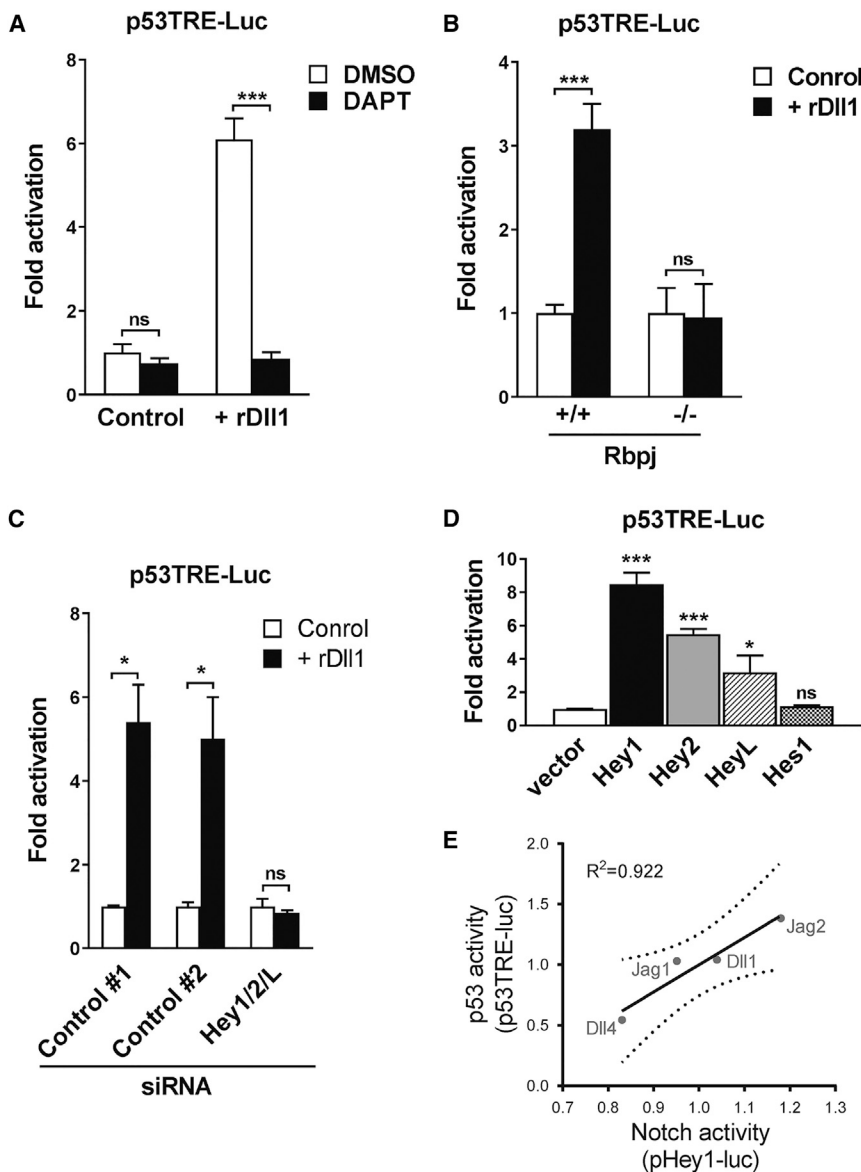 A
p53TRE-Luc
DMSO
DAPT
***
ns
Fold activation
8
6
4
2
0
Control
+ rDll1
B
p53TRE-Luc
Conrol
+ rDll1
***
ns
Fold activation
4
3
2
1
0
+/+
-/-
Rbpj
C
p53TRE-Luc
Conrol
+ rDll1
*
*
ns
Fold activation
8
6
4
2
0
Control #1
Control #2
Hey1/2/L
siRNA
D
p53TRE-Luc
***
***
*
ns
Fold activation
10
8
6
4
2
0
vector
Hey1
Hey2
HeyL
Hes1
E
R2=0.922
p53 activity
(p53TRE-luc)
2.0
1.5
1.0
0.5
0.0
Jag2
Jag1
Dll1
Dll4
0.7
0.8
0.9
1.0
1.1
1.2
1.3
Notch activity
(pHey1-luc)